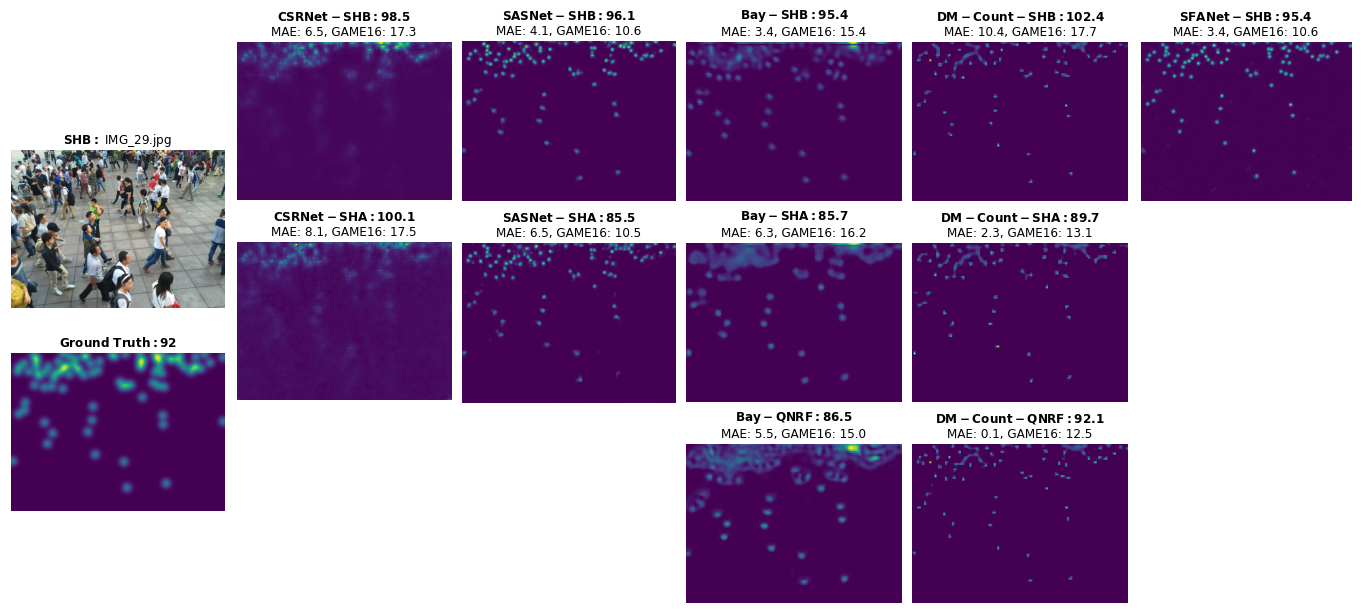 CSRNet − SHB : 98.5
MAE: 6.5, GAME16: 17.3
SASNet − SHB : 96.1
MAE: 4.1, GAME16: 10.6
Bay − SHB : 95.4
MAE: 3.4, GAME16: 15.4
DM − Count − SHB : 102.4
MAE: 10.4, GAME16: 17.7
SFANet − SHB : 95.4
MAE: 3.4, GAME16: 10.6
SHB : IMG_29.jpg
CSRNet − SHA : 100.1
MAE: 8.1, GAME16: 17.5
SASNet − SHA : 85.5
MAE: 6.5, GAME16: 10.5
Bay − SHA : 85.7
MAE: 6.3, GAME16: 16.2
DM − Count − SHA : 89.7
MAE: 2.3, GAME16: 13.1
Ground Truth : 92
Bay − QNRF : 86.5
MAE: 5.5, GAME16: 15.0
DM − Count − QNRF : 92.1
MAE: 0.1, GAME16: 12.5